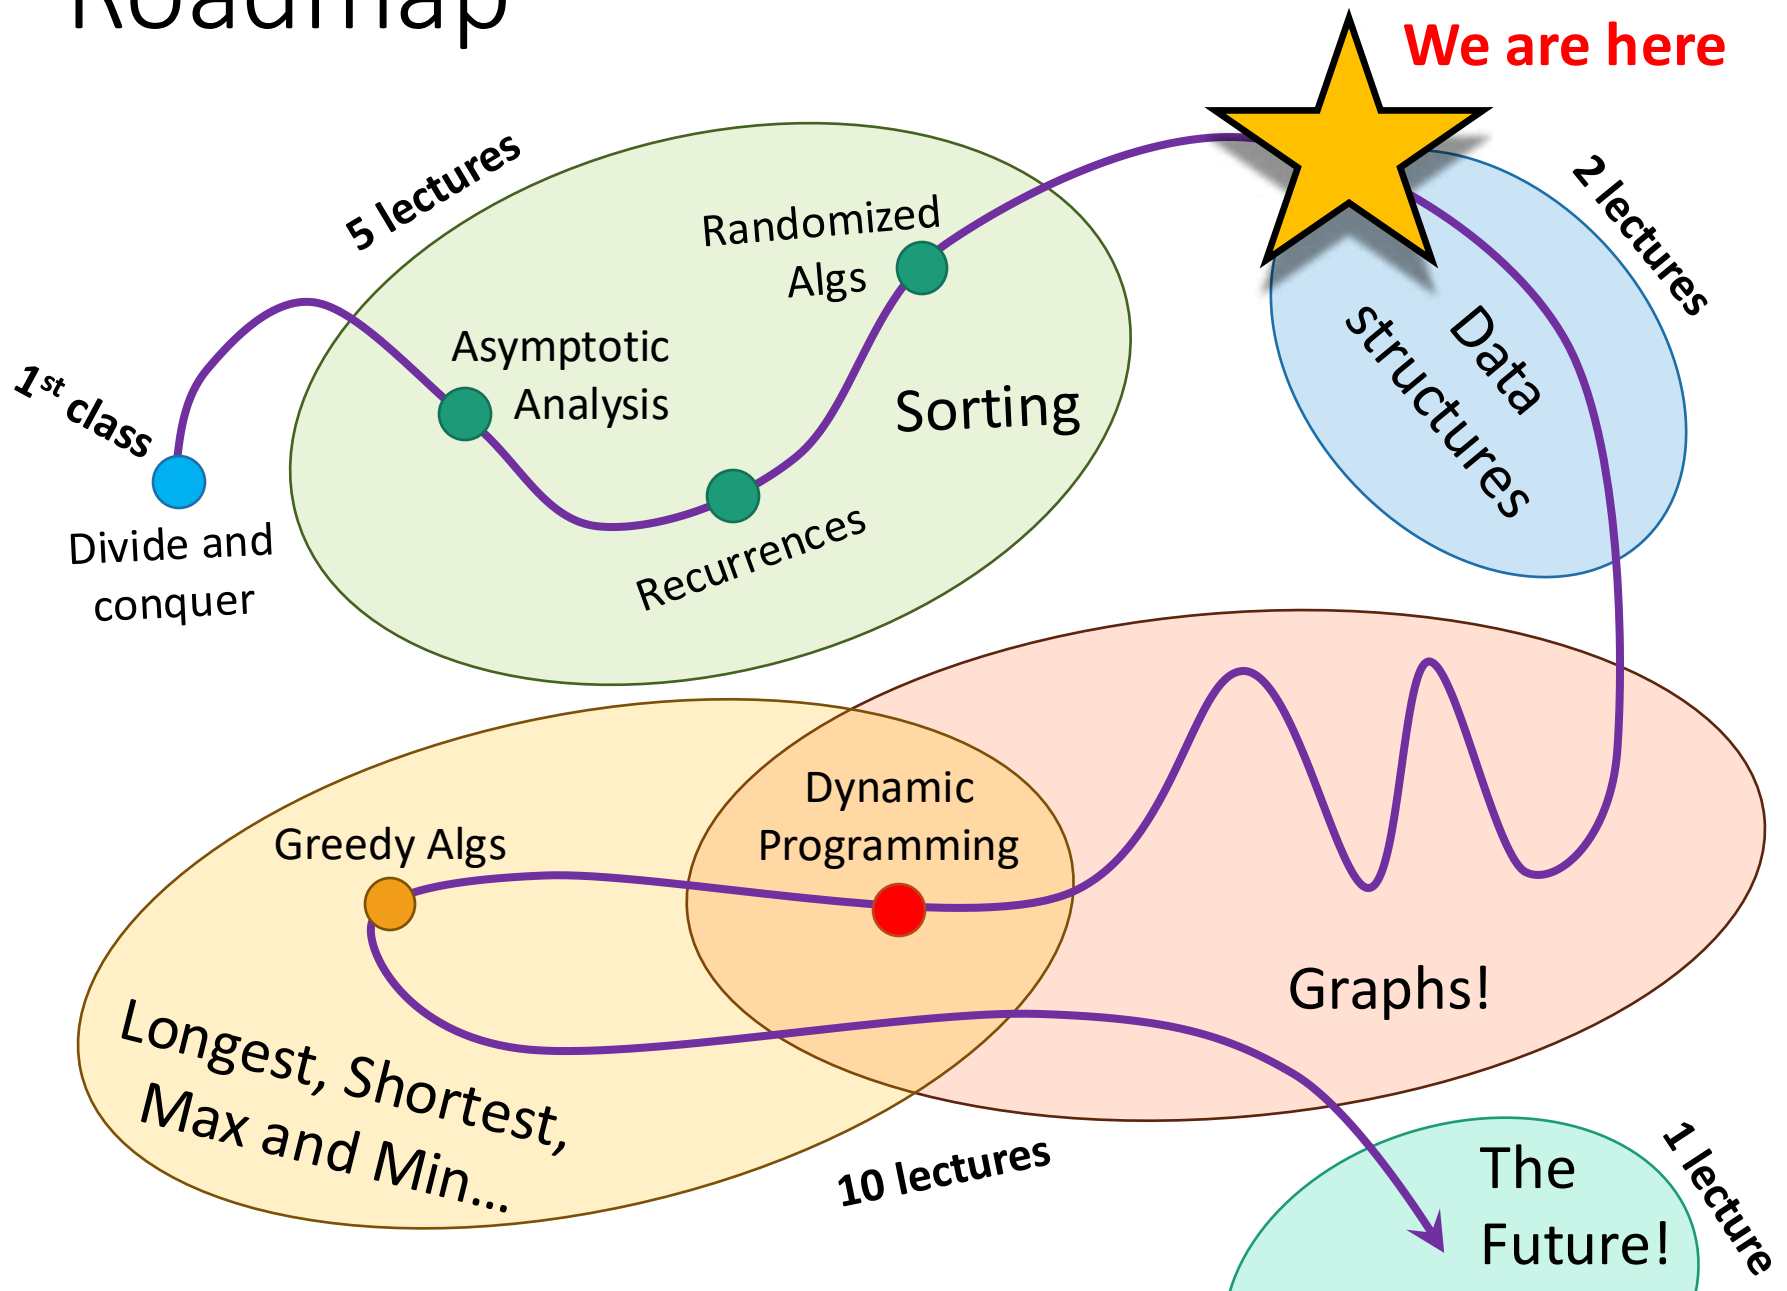 Roadmap
We are here
5 lectures
2 lectures
Randomized
Algs
Asymptotic
Analysis
Sorting
Data
structures
1st class
Divide and
conquer
Recurrences
Dynamic
Programming
Greedy Algs
Graphs!
Longest, Shortest,
Max and Min...
10 lectures
The
Future!
1 lecture